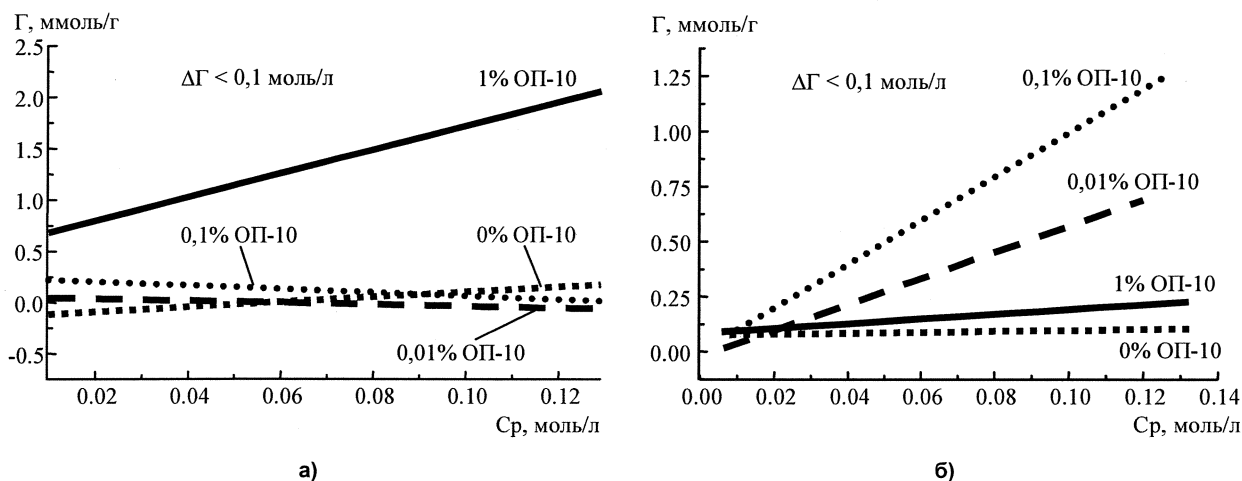 Г, ммоль/г
2.5
2.0
1.5
1.0
0.5
0.0
-0.5
ΔГ < 0,1 моль/л
1% ОП-10
0,1% ОП-10
0% ОП-10
0,01% ОП-10
0.02 0.04 0.06 0.08 0.10 0.12
Ср, моль/л
а)
Г, ммоль/г
1.25
1.00
0.75
0.50
0.25
0.00
ΔГ < 0,1 моль/л
0,1% ОП-10
0,01% ОП-10
1% ОП-10
0% ОП-10
0.00 0.02 0.04 0.06 0.08 0.10 0.12 0.14
Ср, моль/л
б)